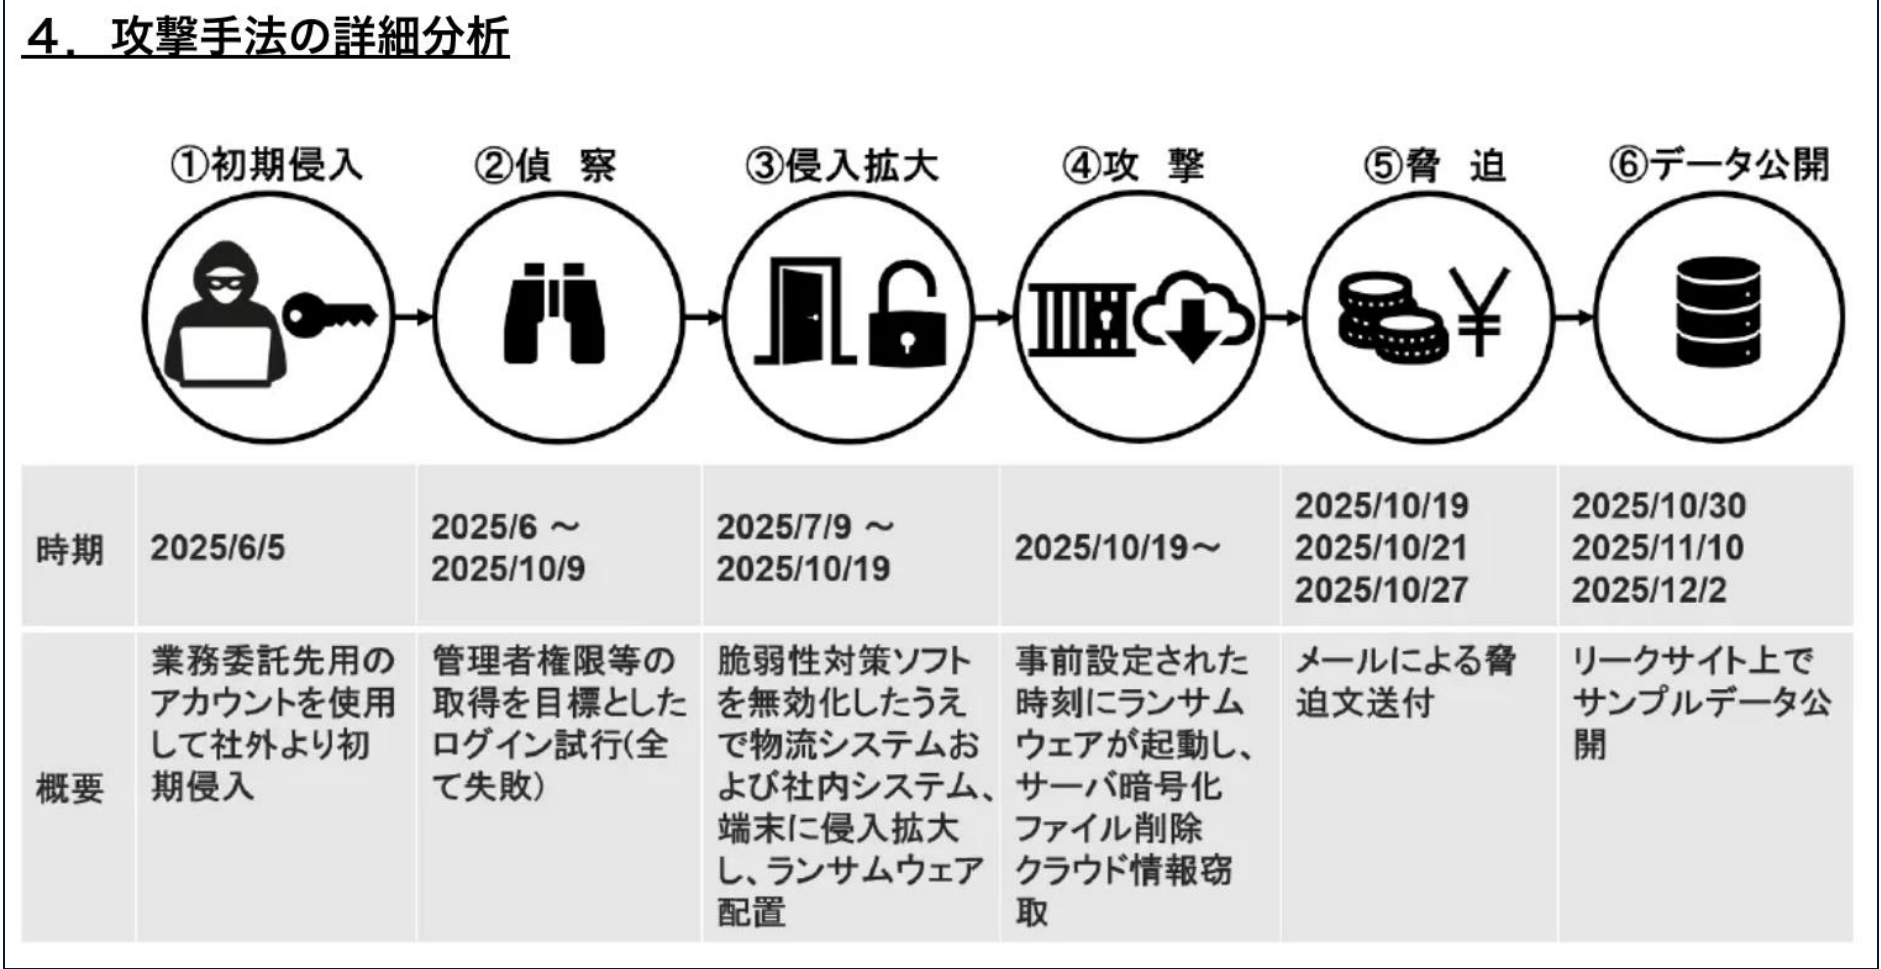 ４．攻撃手法の詳細分析
①初期侵入
②偵　察
③侵入拡大
④攻　撃
⑤脅　迫
⑥データ公開
時期
2025/6/5
2025/6 ～
2025/10/9
2025/7/9 ～
2025/10/19
2025/10/19～
2025/10/19
2025/10/21
2025/10/27
2025/10/30
2025/11/10
2025/12/2
概要
業務委託先用の
アカウントを使用
して社外より初
期侵入
管理者権限等の
取得を目標とした
ログイン試行(全
て失敗)
脆弱性対策ソフト
を無効化したうえ
で物流システムお
よび社内システム、
端末に侵入拡大
し、ランサムウェア
配置
事前設定された
時刻にランサム
ウェアが起動し、
サーバ暗号化
ファイル削除
クラウド情報窃
取
メールによる脅
迫文送付
リークサイト上で
サンプルデータ公
開